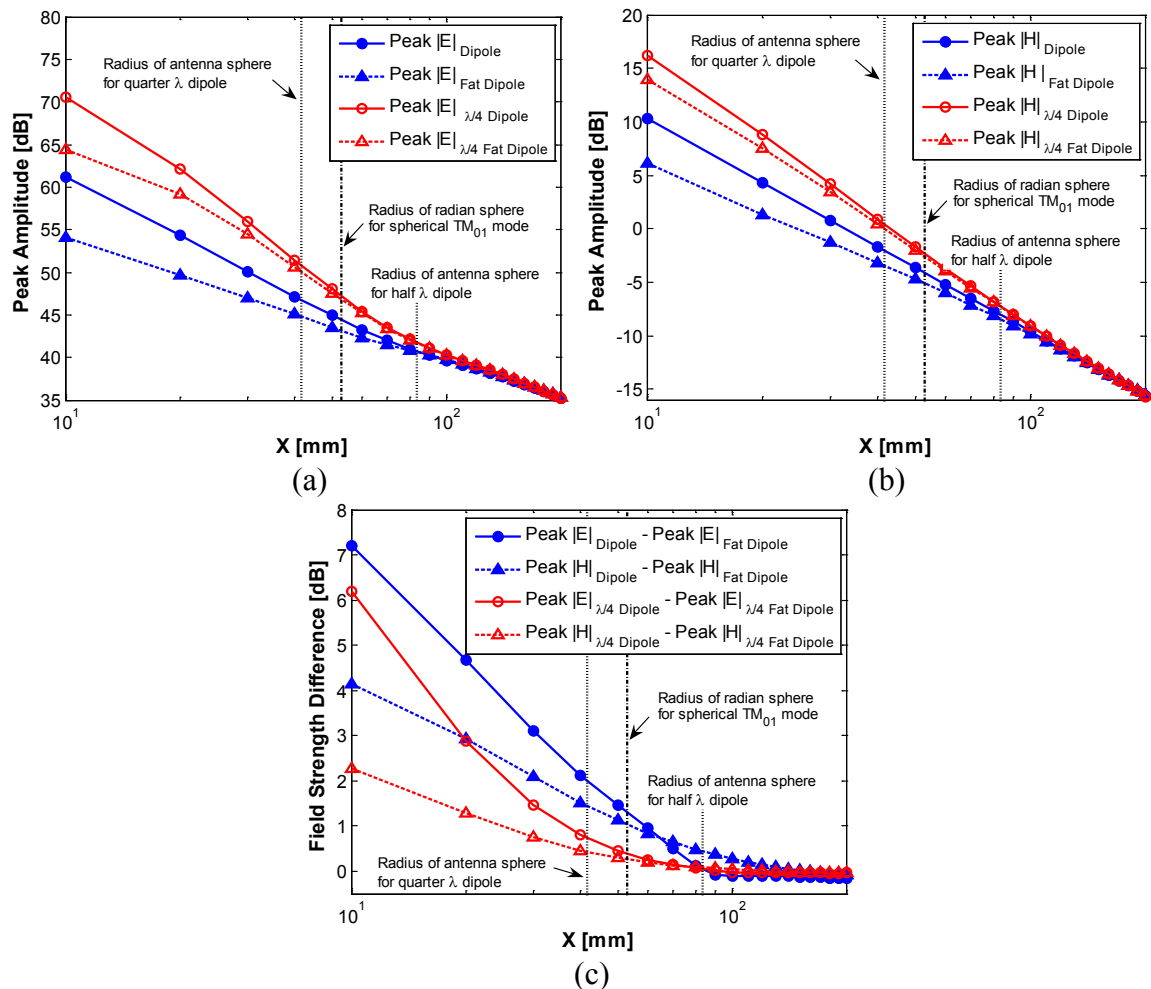 80
75
70
65
60
55
50
45
40
35
Peak Amplitude [dB]
Radius of antenna sphere
for quarter λ dipole
Peak |E| Dipole
Peak |E| Fat Dipole
Peak |E| λ/4 Dipole
Peak |E| λ/4 Fat Dipole
Radius of radian sphere
for spherical TM01 mode
Radius of antenna sphere
for half λ dipole
10^1
10^2
X [mm]
(a)
20
15
10
5
0
-5
-10
-15
Peak Amplitude [dB]
Radius of antenna sphere
for quarter λ dipole
Peak |H| Dipole
Peak |H| Fat Dipole
Peak |H| λ/4 Dipole
Peak |H| λ/4 Fat Dipole
Radius of radian sphere
for spherical TM01 mode
Radius of antenna sphere
for half λ dipole
10^1
10^2
X [mm]
(b)
8
7
6
5
4
3
2
1
0
Field Strength Difference [dB]
Peak |E| Dipole - Peak |E| Fat Dipole
Peak |H| Dipole - Peak |H| Fat Dipole
Peak |E| λ/4 Dipole - Peak |E| λ/4 Fat Dipole
Peak |H| λ/4 Dipole - Peak |H| λ/4 Fat Dipole
Radius of radian sphere
for spherical TM01 mode
Radius of antenna sphere
for half λ dipole
Radius of antenna sphere
for quarter λ dipole
10^1
10^2
X [mm]
(c)